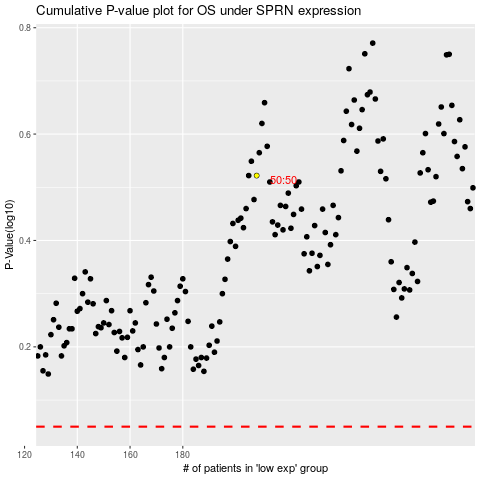 Cumulative P-value plot for OS under SPRN expression
P-Value(log10)
0.8
0.6
0.4
0.2
50:50
120 140 160 180
# of patients in 'low exp' group